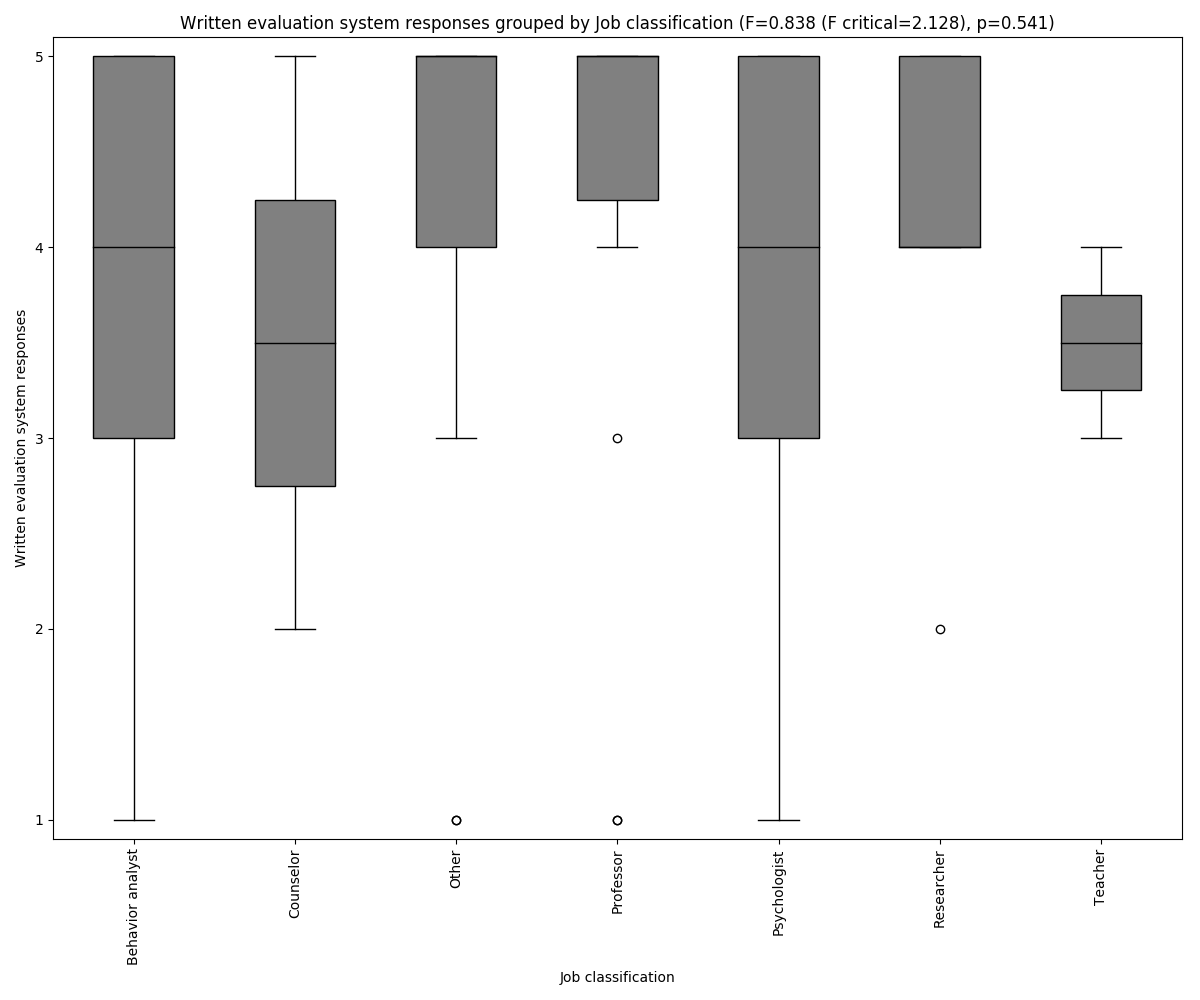 Written evaluation system responses grouped by Job classification (F=0.838 (F critical=2.128), p=0.541)
Written evaluation system responses
5
4
3
2
1
Behavior analyst
Counselor
Other
Professor
Psychologist
Researcher
Teacher
Job classification